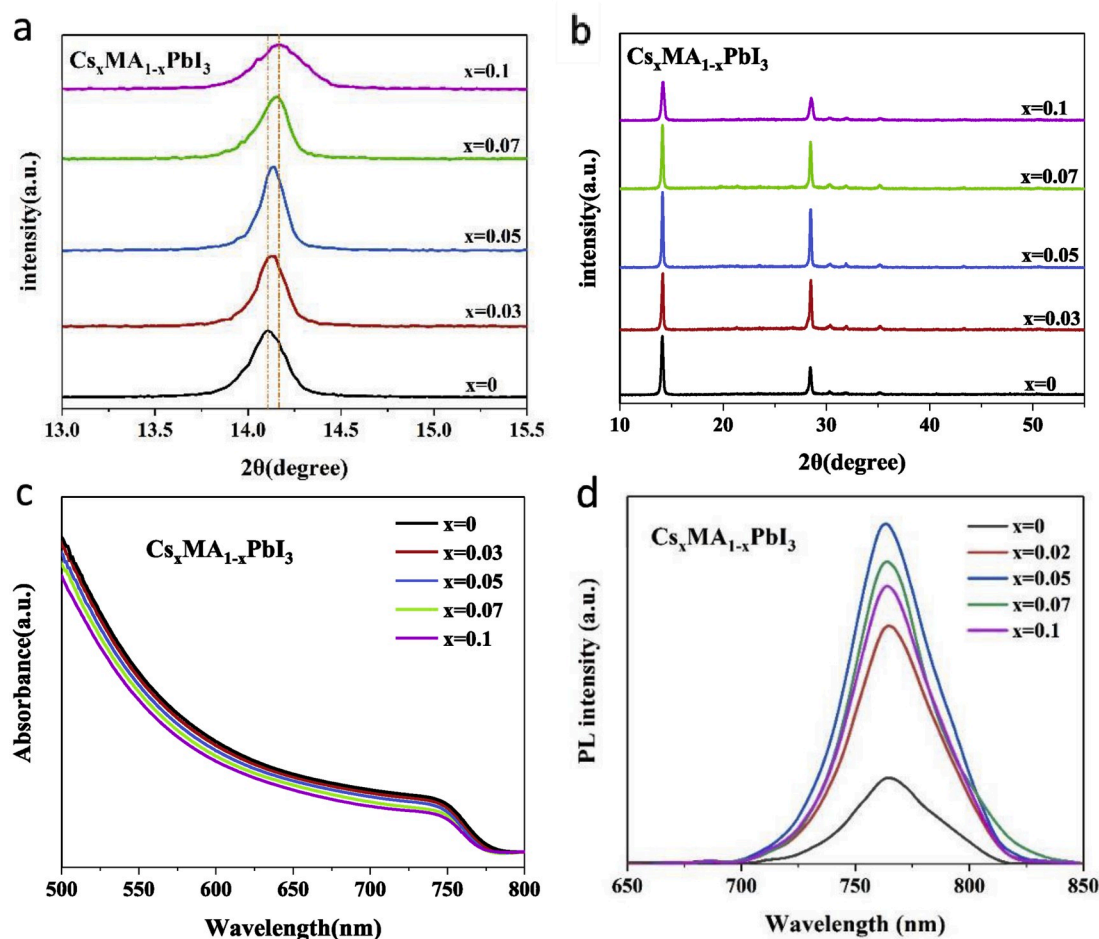 a
CsₓMA₁₋ₓPbI₃
x=0.1
x=0.07
x=0.05
x=0.03
x=0
intensity(a.u.)
13.0 13.5 14.0 14.5 15.0 15.5
2θ(degree)
b
CsₓMA₁₋ₓPbI₃
x=0.1
x=0.07
x=0.05
x=0.03
x=0
intensity(a.u.)
10 20 30 40 50
2θ(degree)
c
CsₓMA₁₋ₓPbI₃
x=0
x=0.03
x=0.05
x=0.07
x=0.1
Absorbance(a.u.)
500 550 600 650 700 750 800
Wavelength(nm)
d
CsₓMA₁₋ₓPbI₃
x=0
x=0.02
x=0.05
x=0.07
x=0.1
PL intensity (a.u.)
650 700 750 800 850
Wavelength (nm)